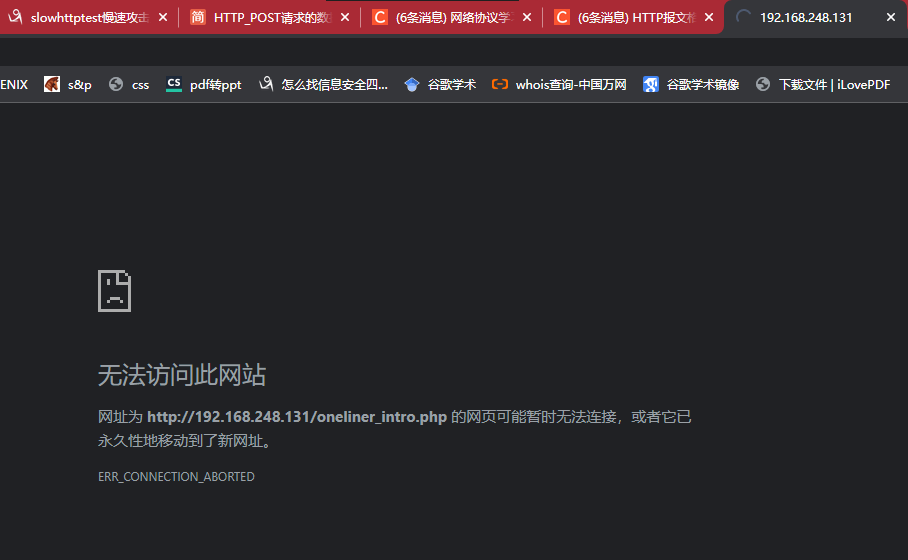 slowhttptest慢速攻击
简 HTTP_POST请求的数
C (6条消息) 网络协议学
C (6条消息) HTTP报文格
192.168.248.131
ENIX
s&p
css
CS pdf转ppt
怎么找信息安全四...
谷歌学术
whois查询-中国万网
谷歌学术镜像
下载文件 | iLovePDF
无法访问此网站
网址为 http://192.168.248.131/oneliner_intro.php 的网页可能暂时无法连接，或者它已
永久性地移动到了新网址。
ERR_CONNECTION_ABORTED